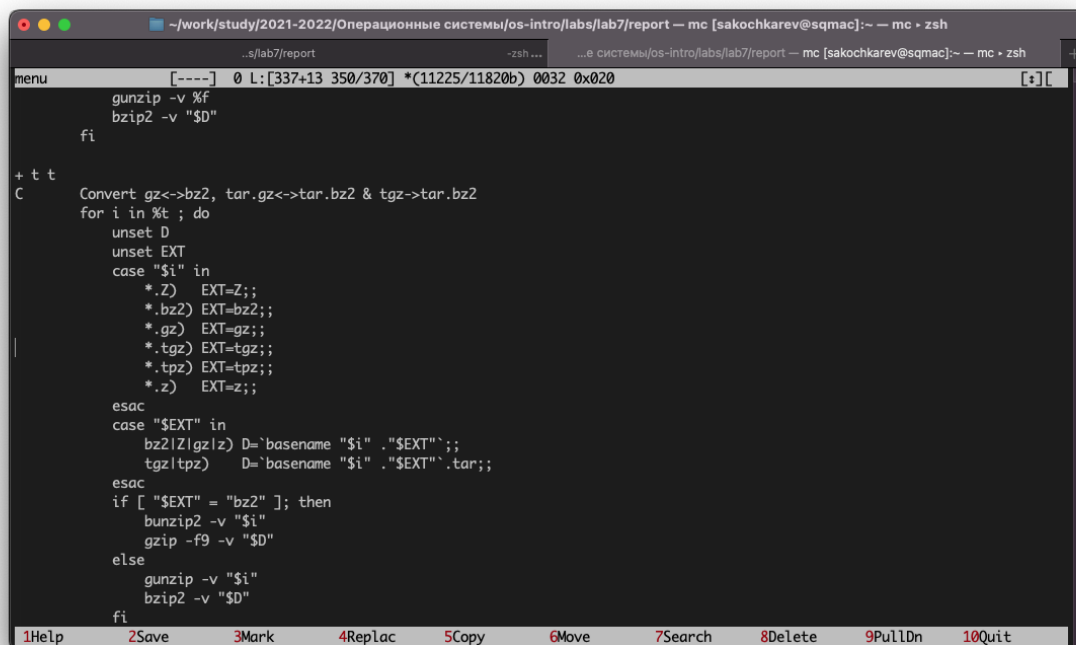 ~/work/study/2021-2022/Операционные системы/os-intro/labs/lab7/report — mc [sakochkarev@sqmac]:~ — mc ▸ zsh
..s/lab7/report -zsh ... ...е системы/os-intro/labs/lab7/report — mc [sakochkarev@sqmac]:~ — mc ▸ zsh +
menu [----] 0 L:[337+13 350/370] *(11225/11820b) 0032 0x020 [↕][
gunzip -v %f
bzip2 -v "$D"
fi
+ t t
C Convert gz<->bz2, tar.gz<->tar.bz2 & tgz->tar.bz2
for i in %t ; do
unset D
unset EXT
case "$i" in
*.Z) EXT=Z;;
*.bz2) EXT=bz2;;
*.gz) EXT=gz;;
*.tgz) EXT=tgz;;
*.tpz) EXT=tpz;;
*.z) EXT=z;;
esac
case "$EXT" in
bz2|Z|gz|z) D=`basename "$i" ."$EXT"`;;
tgz|tpz) D=`basename "$i" ."$EXT"`.tar;;
esac
if [ "$EXT" = "bz2" ]; then
bunzip2 -v "$i"
gzip -f9 -v "$D"
else
gunzip -v "$i"
bzip2 -v "$D"
fi
1Help 2Save 3Mark 4Replac 5Copy 6Move 7Search 8Delete 9PullDn 10Quit